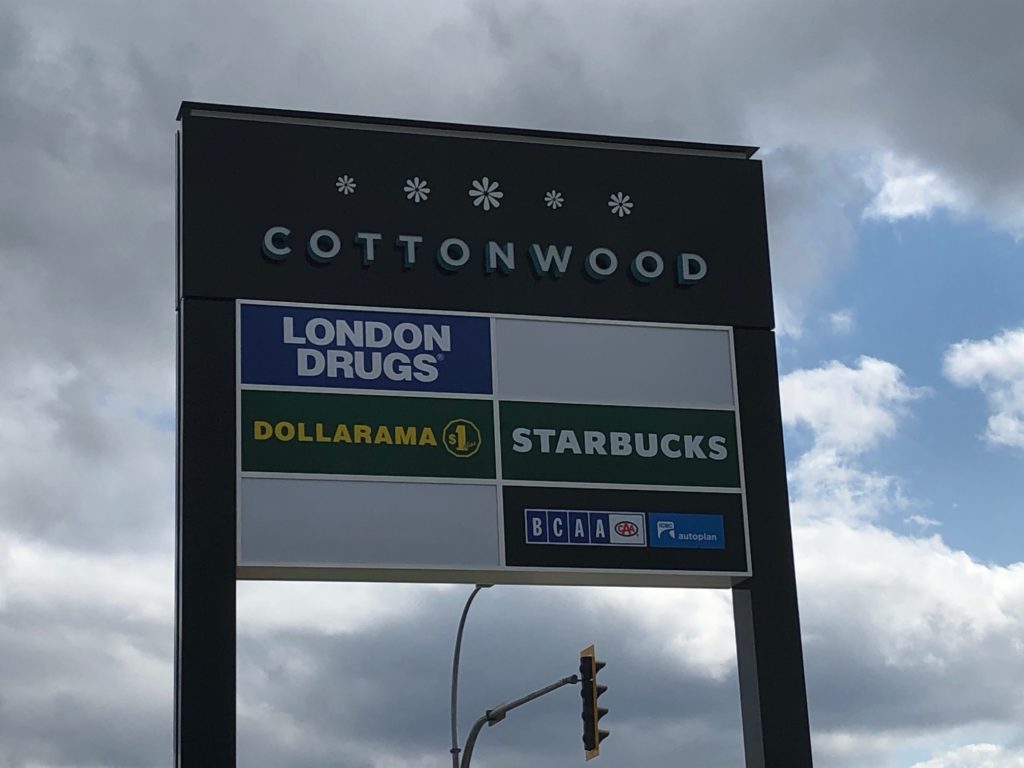 COTTONWOOD
LONDON
DRUGS®
DOLLARAMA $1
STARBUCKS
BCAA CAA ICBC autoplan